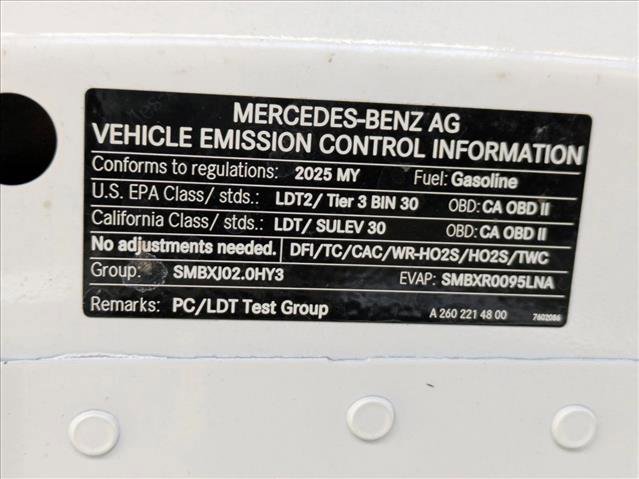 MERCEDES-BENZ AG
VEHICLE EMISSION CONTROL INFORMATION
Conforms to regulations: 2025 MY Fuel: Gasoline
U.S. EPA Class/ stds.: LDT2/ Tier 3 BIN 30 OBD: CA OBD II
California Class/ stds.: LDT/ SULEV 30 OBD: CA OBD II
No adjustments needed. DFI/TC/CAC/WR-HO2S/HO2S/TWC
Group: SMBXJ02.0HY3 EVAP: SMBXR0095LNA
Remarks: PC/LDT Test Group A 260 221 48 00 7602086